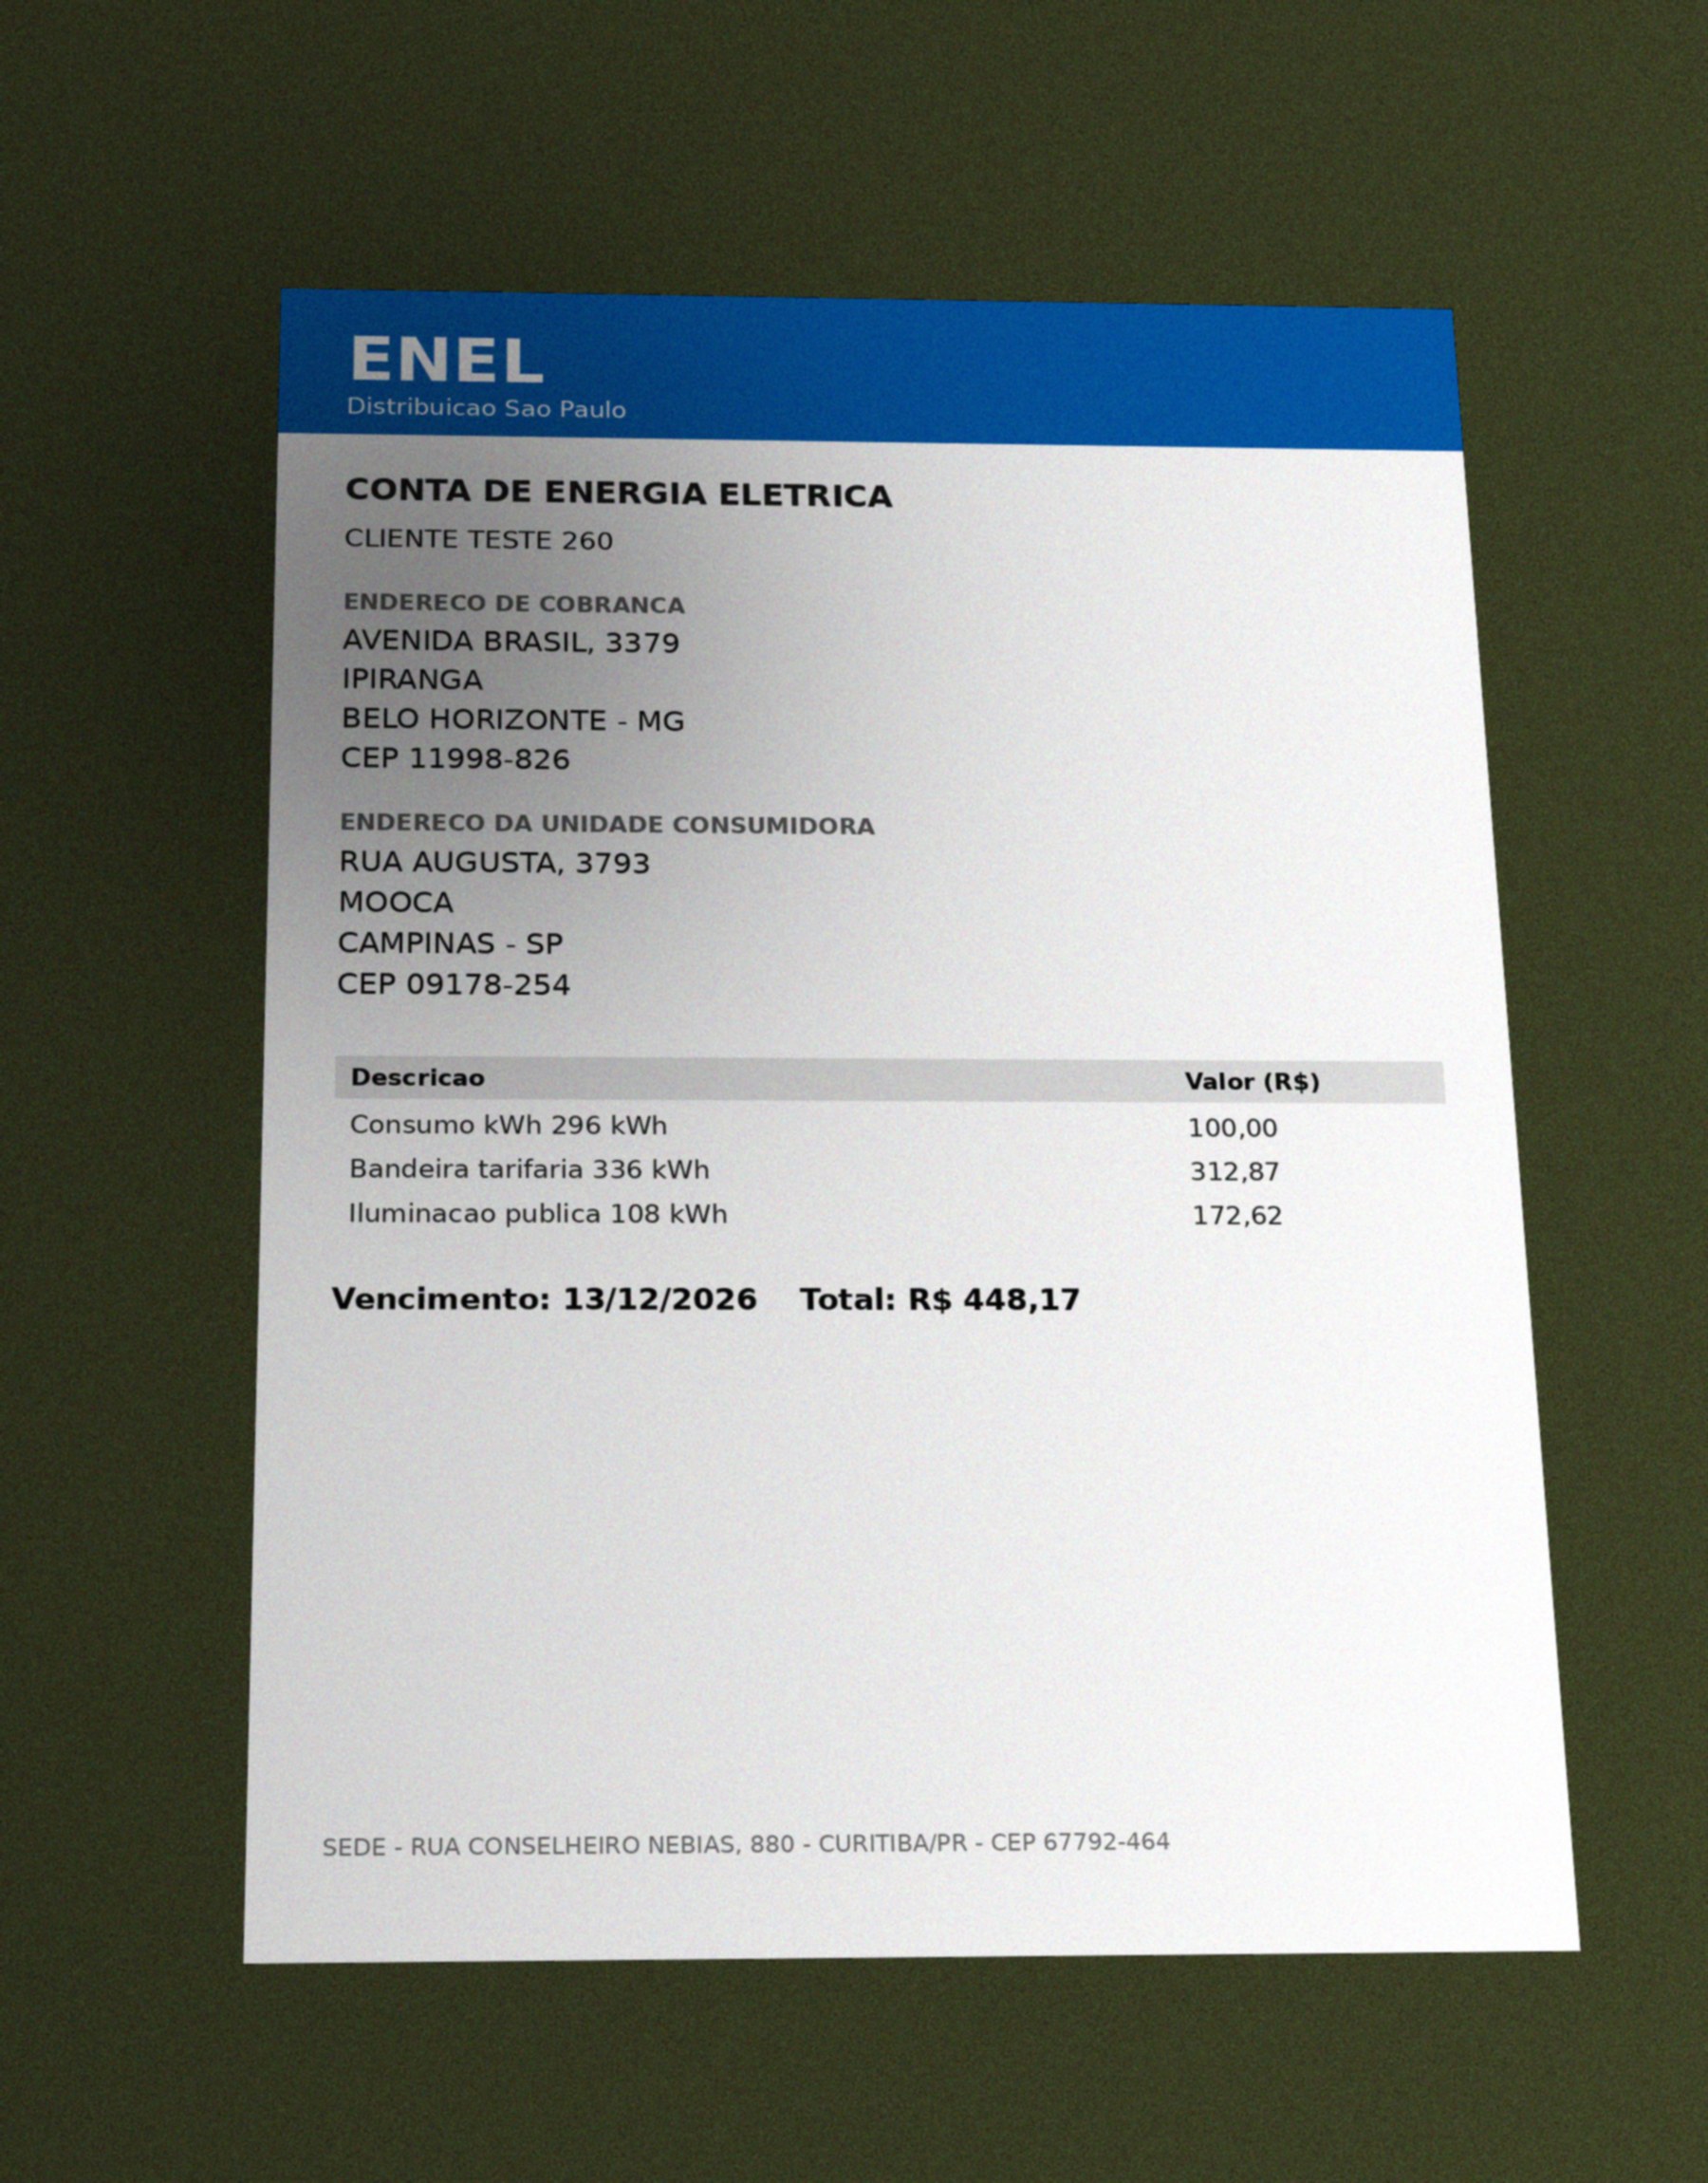 ENEL
Distribuicao Sao Paulo
CONTA DE ENERGIA ELETRICA
CLIENTE TESTE 260
ENDERECO DE COBRANCA
AVENIDA BRASIL, 3379
IPIRANGA
BELO HORIZONTE - MG
CEP 11998-826
ENDERECO DA UNIDADE CONSUMIDORA
RUA AUGUSTA, 3793
MOOCA
CAMPINAS - SP
CEP 09178-254
Descricao Valor (R$)
Consumo kWh 296 kWh 100,00
Bandeira tarifaria 336 kWh 312,87
Iluminacao publica 108 kWh 172,62
Vencimento: 13/12/2026 Total: R$ 448,17
SEDE - RUA CONSELHEIRO NEBIAS, 880 - CURITIBA/PR - CEP 67792-464